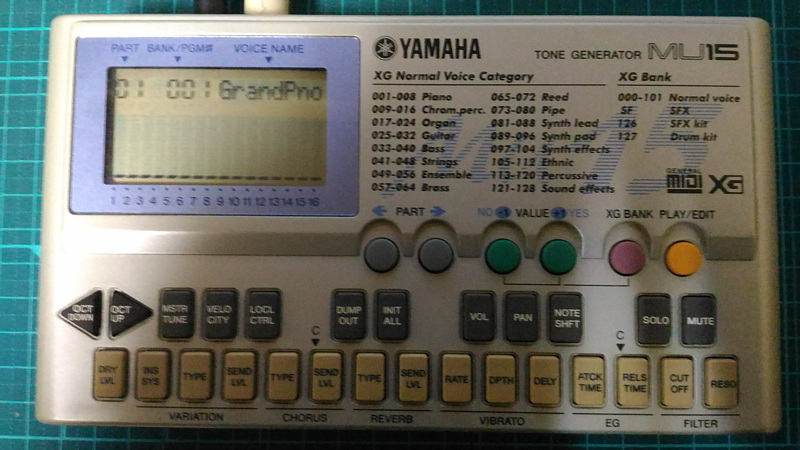 PART BANK/PGM# VOICE NAME
01 001 GrandPno
1 2 3 4 5 6 7 8 9 10 11 12 13 14 15 16
YAMAHA
TONE GENERATOR MU15
XG Normal Voice Category
001-008 Piano
009-016 Chrom.perc.
017-024 Organ
025-032 Guitar
033-040 Bass
041-048 Strings
049-056 Ensemble
057-064 Brass
065-072 Reed
073-080 Pipe
081-088 Synth lead
089-096 Synth pad
097-104 Synth effects
105-112 Ethnic
113-120 Percussive
121-128 Sound effects
XG Bank
000-101 Normal voice
SF SFX
126 SFX kit
127 Drum kit
MU15
GENERAL MIDI XG
PART NO -1 VALUE +1 YES XG BANK PLAY/EDIT
OCT DOWN
OCT UP
MSTR TUNE
VELO CITY
LOCL CTRL
DUMP OUT
INIT ALL
VOL
PAN
NOTE SHFT
SOLO
MUTE
C C
DRY LVL
INS SYS
TYPE
SEND LVL
TYPE
SEND LVL
TYPE
SEND LVL
RATE
DPTH
DELY
ATCK TIME
RELS TIME
CUT OFF
RESO
VARIATION CHORUS REVERB VIBRATO EG FILTER